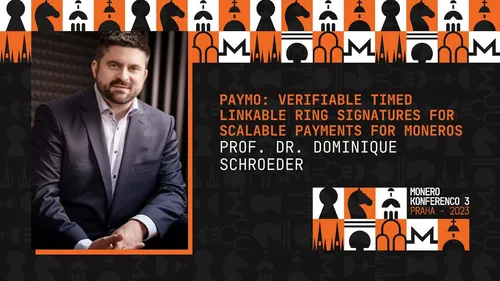 PAYMO: VERIFIABLE TIMED
LINKABLE RING SIGNATURES FOR
SCALABLE PAYMENTS FOR MONEROS
PROF. DR. DOMINIQUE
SCHROEDER
MONERO
KONFERENCO 3
PRAHA - 2023